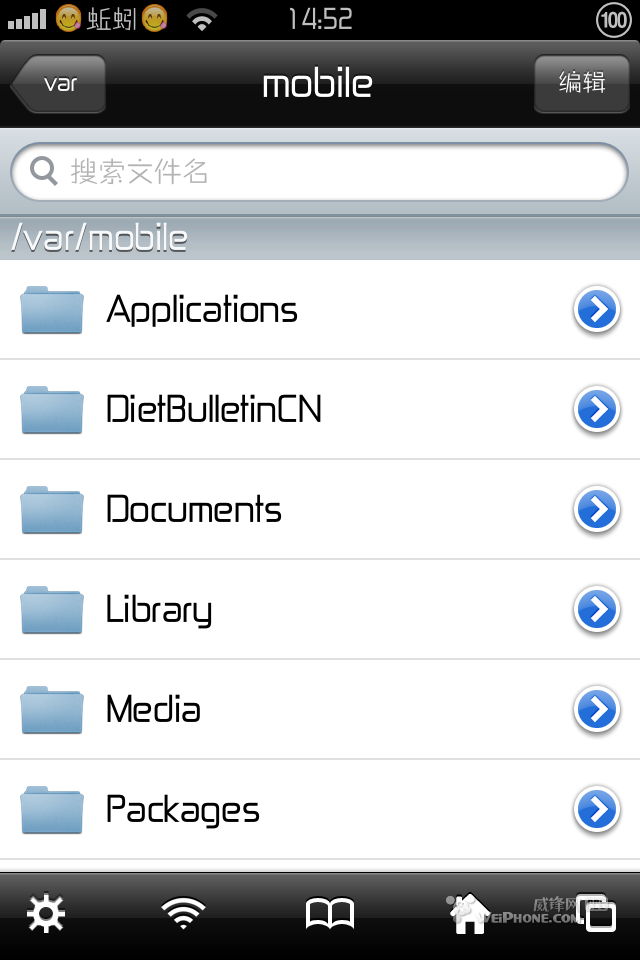 蚯蚓 14:52 100
var mobile 编辑
搜索文件名
/var/mobile
Applications
DietBulletinCN
Documents
Library
Media
Packages
威锋网
WEIPHONE.COM